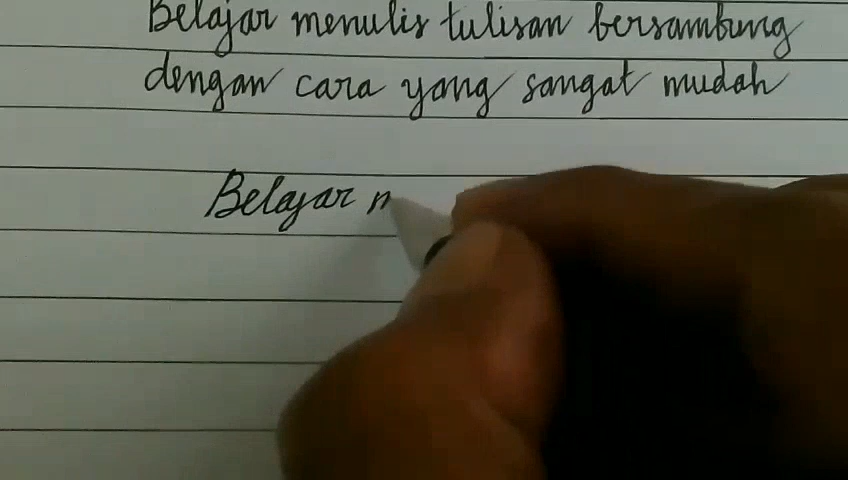 Belajar menulis tulisan bersambung
dengan cara yang sangat mudah
Belajar